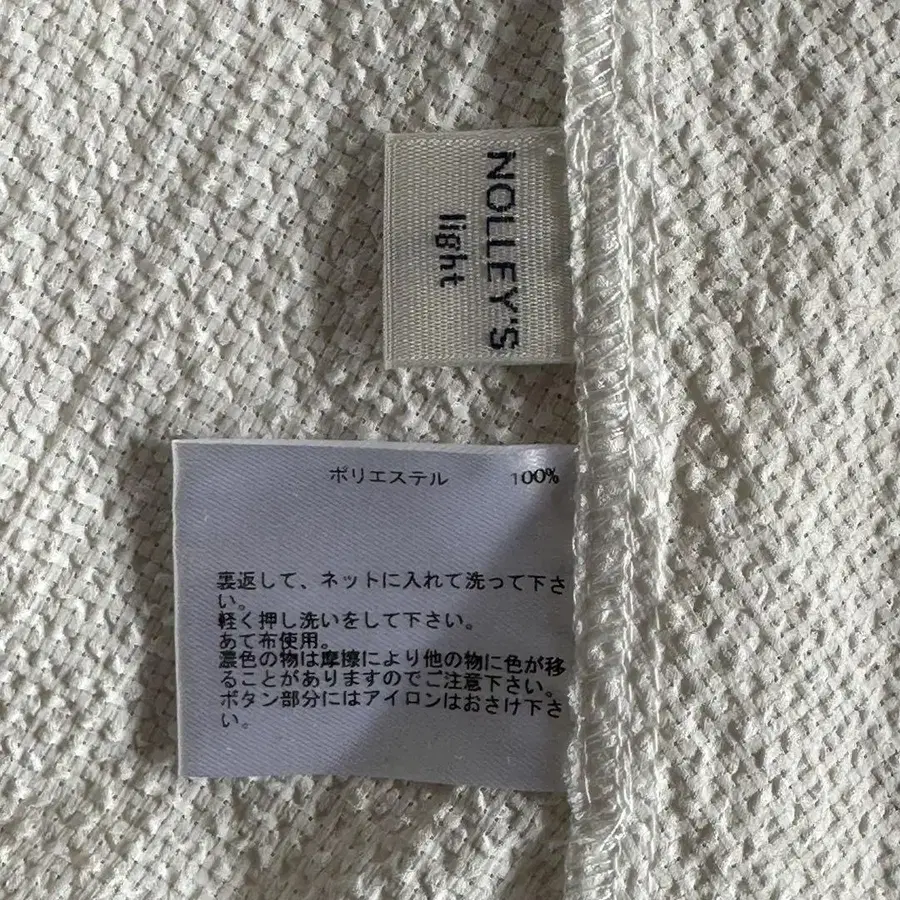 NOLLEY'S
light
ポリエステル 100%
裏返して、ネットに入れて洗って下さ
い。
軽く押し洗いをして下さい。
あて布使用。
濃色の物は摩擦により他の物に色が移
ることがありますのでご注意下さい。
ボタン部分にはアイロンはおさけ下さ
い。